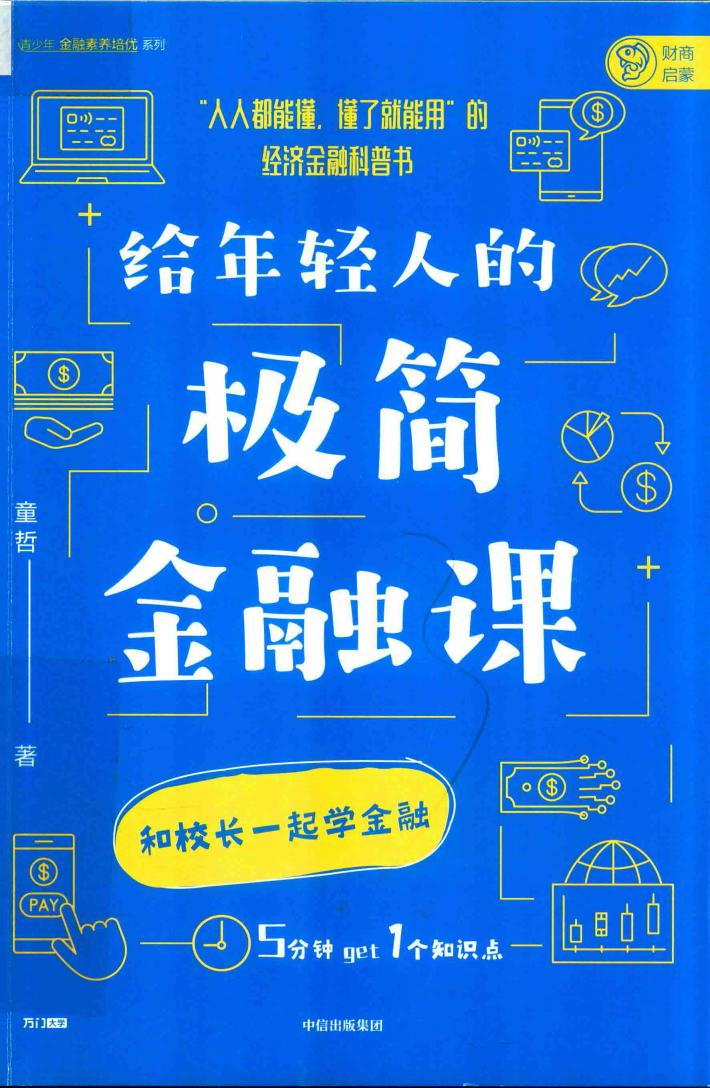 青少年 金融素养培优 系列
财商
启蒙
“人人都能懂，懂了就能用”的
经济金融科普书
给年轻人的
极简
金融课
童哲 著
和校长一起学金融
PAY
5分钟 get 1个知识点
万门大学
中信出版集团